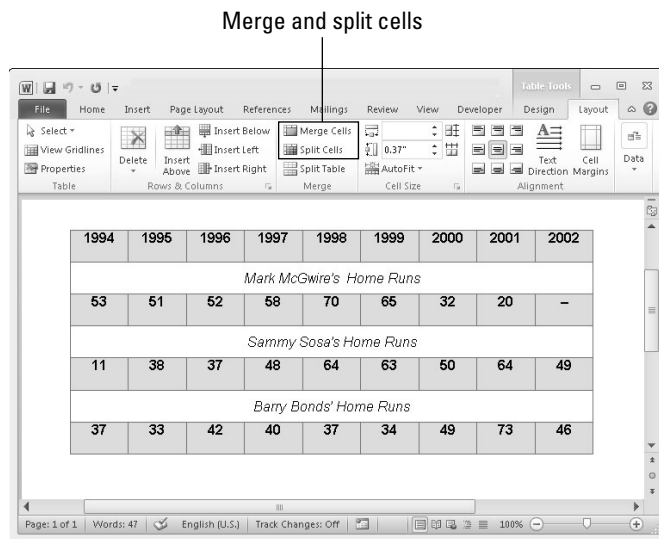 Merge and split cells
W
Table Tools
File Home Insert Page Layout References Mailings Review View Developer Design Layout
Select
View Gridlines
Properties
Table
Delete
Insert Above
Insert Below
Insert Left
Insert Right
Rows & Columns
Merge Cells
Split Cells
Split Table
Merge
0.37"
AutoFit
Cell Size
Text Direction
Cell Margins
Alignment
Data
1994 1995 1996 1997 1998 1999 2000 2001 2002
Mark McGwire's Home Runs
53 51 52 58 70 65 32 20 –
Sammy Sosa's Home Runs
11 38 37 48 64 63 50 64 49
Barry Bonds' Home Runs
37 33 42 40 37 34 49 73 46
Page: 1 of 1 Words: 47 English (U.S.) Track Changes: Off 100%